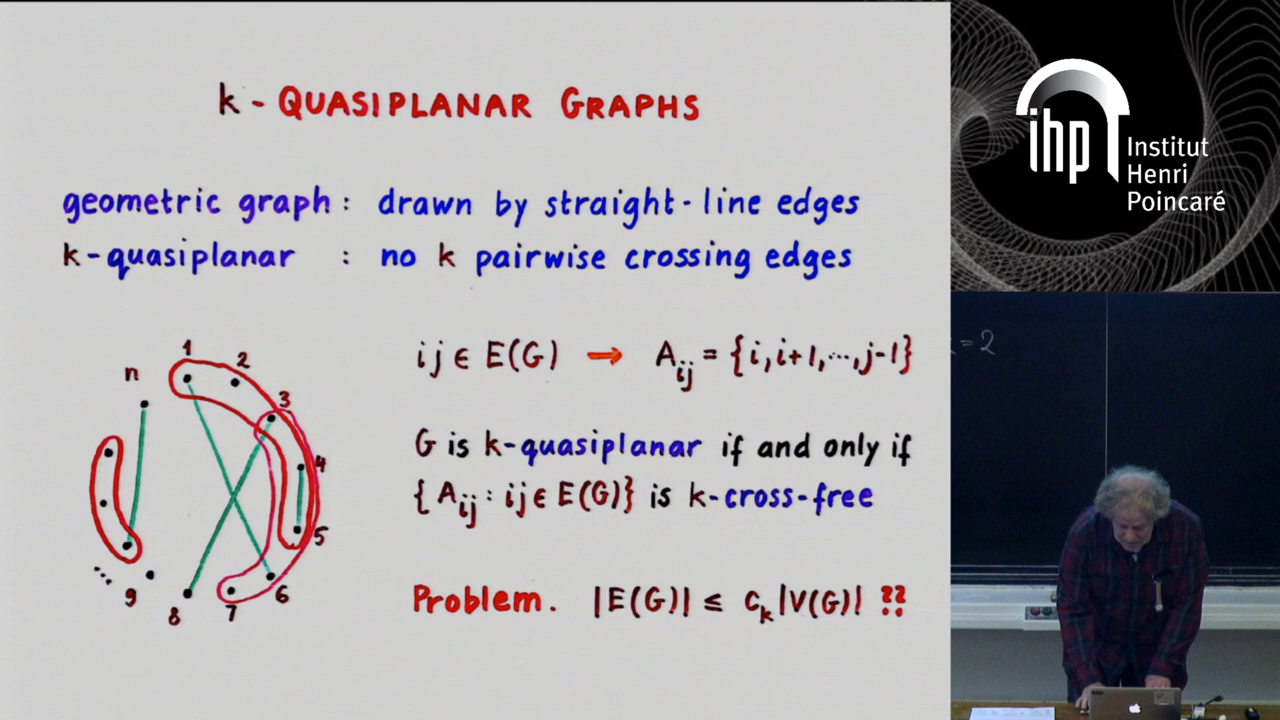 k - QUASIPLANAR GRAPHS
geometric graph : drawn by straight-line edges
k-quasiplanar : no k pairwise crossing edges
ij ∈ E(G) → A_ij = {i, i+1, ..., j-1}
G is k-quasiplanar if and only if
{A_ij : ij ∈ E(G)} is k-cross-free
Problem. |E(G)| ≤ c_k |V(G)| ??
1
2
n
3
4
5
6
7
8
9
ihp
Institut
Henri
Poincaré
= 2